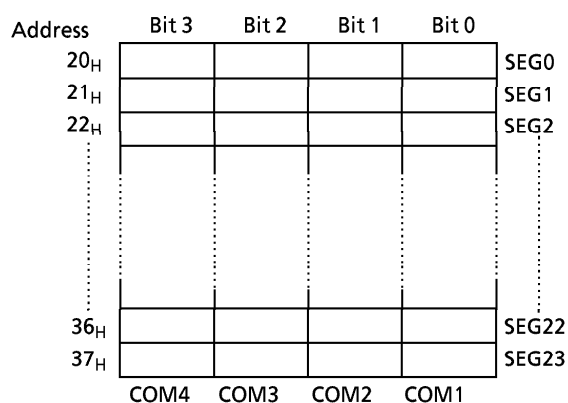 Address Bit 3 Bit 2 Bit 1 Bit 0
20H SEG0
21H SEG1
22H SEG2
36H SEG22
37H SEG23
COM4 COM3 COM2 COM1